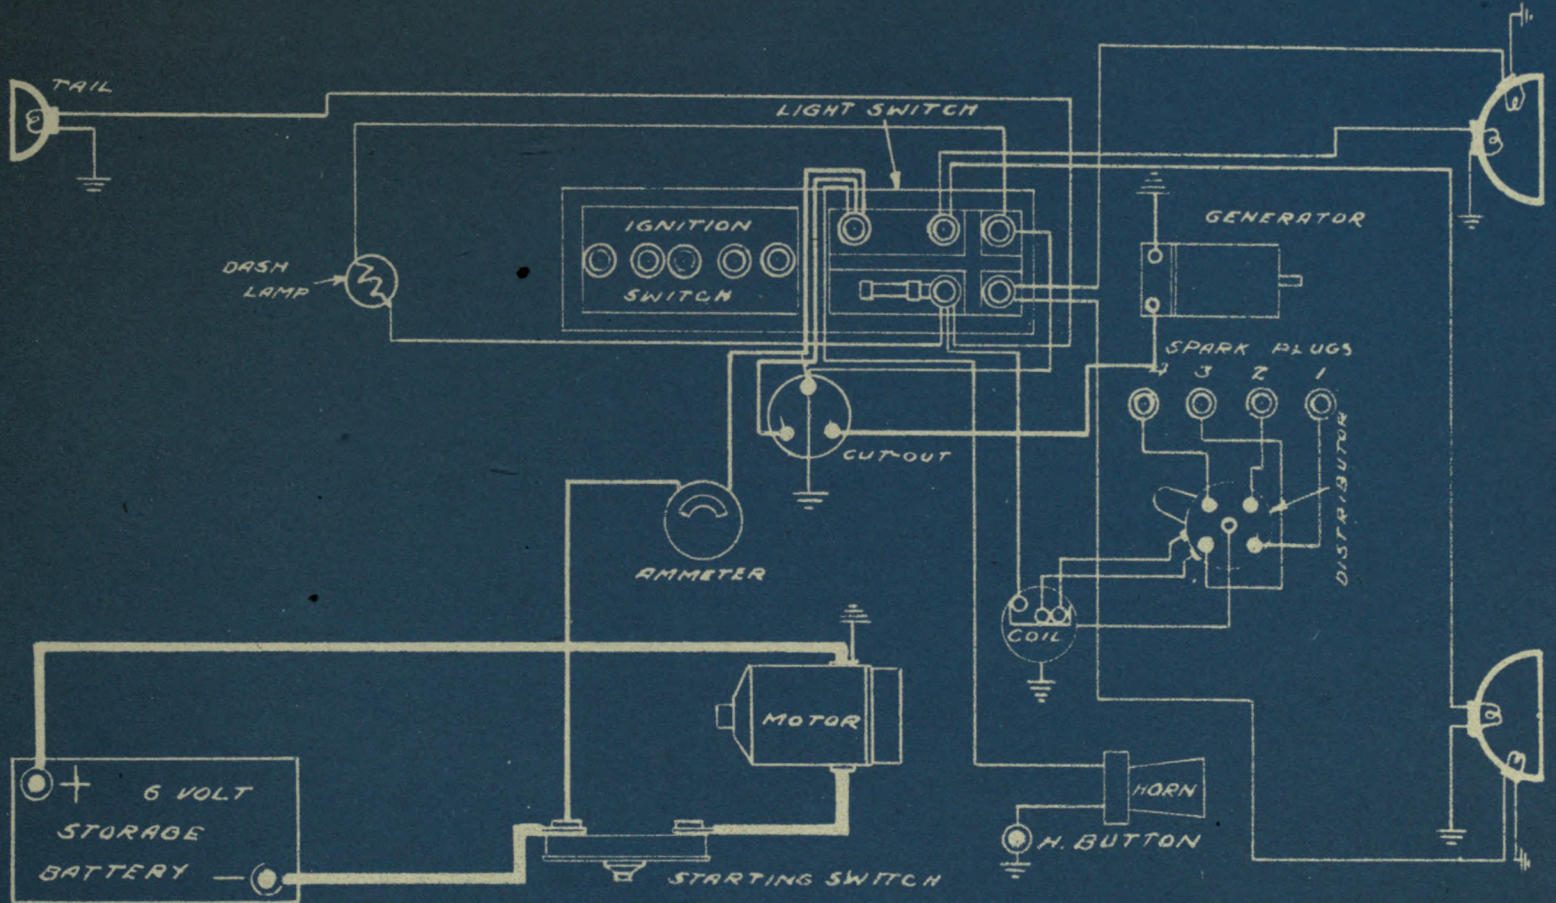 TAIL
LIGHT SWITCH
IGNITION
SWITCH
GENERATOR
DASH
LAMP
SPARK PLUGS
4 3 2 1
DISTRIBUTOR
CUT-OUT
AMMETER
COIL
MOTOR
+ 6 VOLT
STORAGE
BATTERY —
HORN
H. BUTTON
STARTING SWITCH